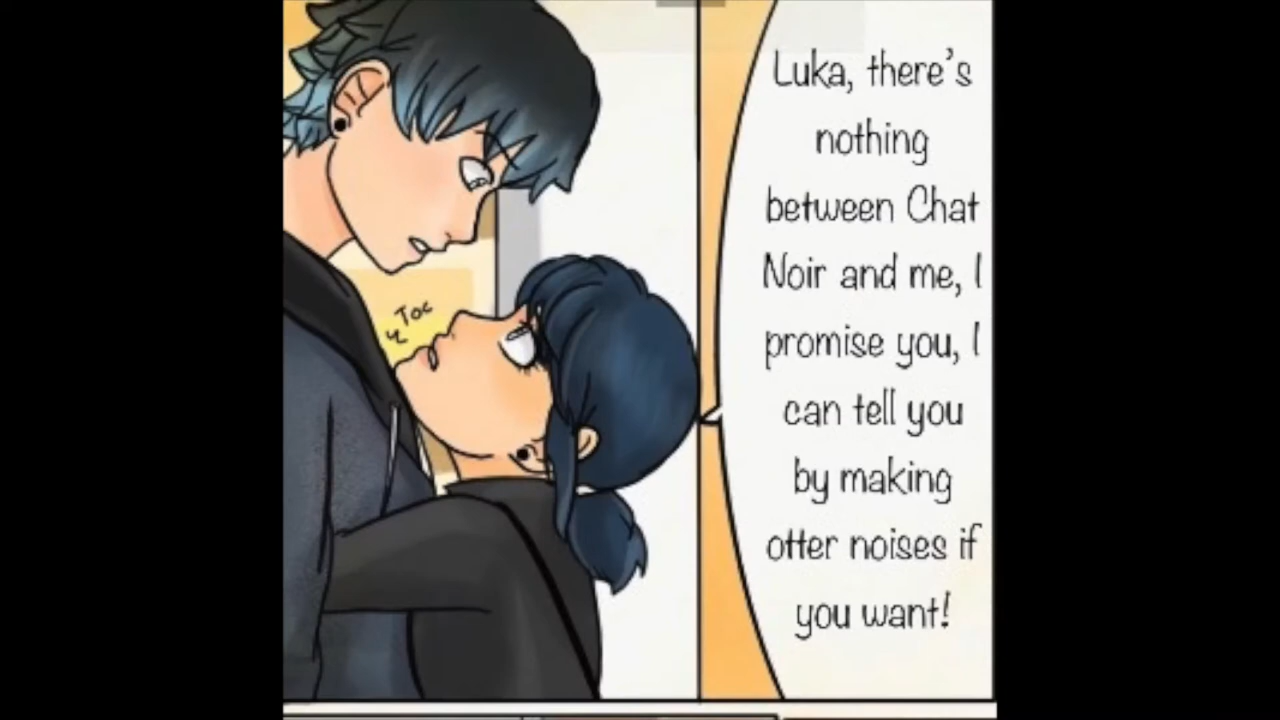 Toc
Luka, there's
nothing
between Chat
Noir and me, I
promise you, I
can tell you
by making
otter noises if
you want!